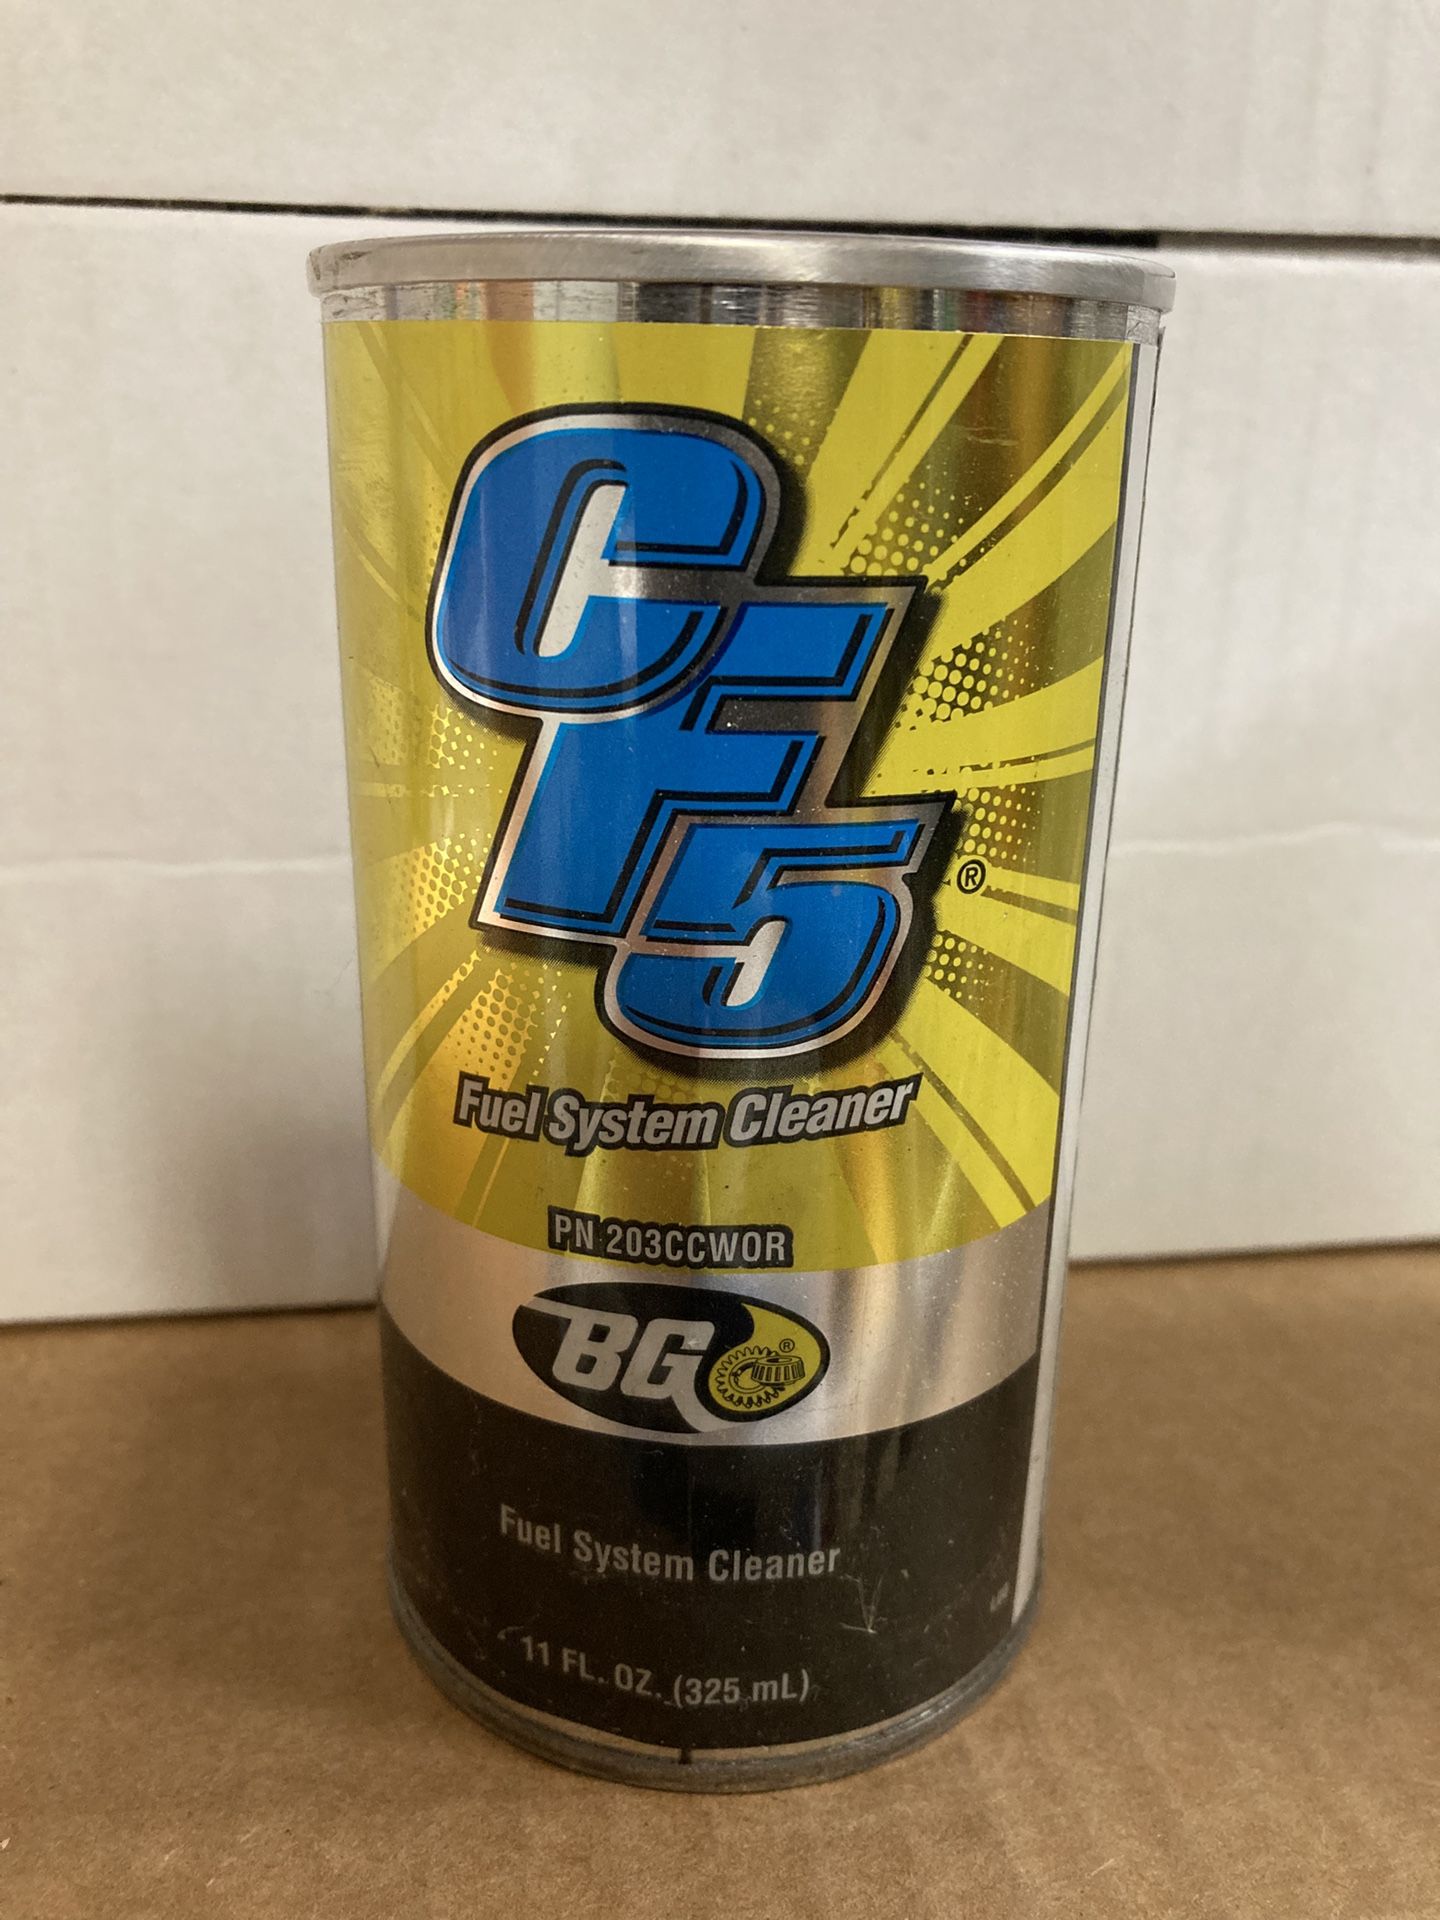 CF5®
Fuel System Cleaner
PN 203CCWOR
BG®
Fuel System Cleaner
11 FL. OZ. (325 mL)